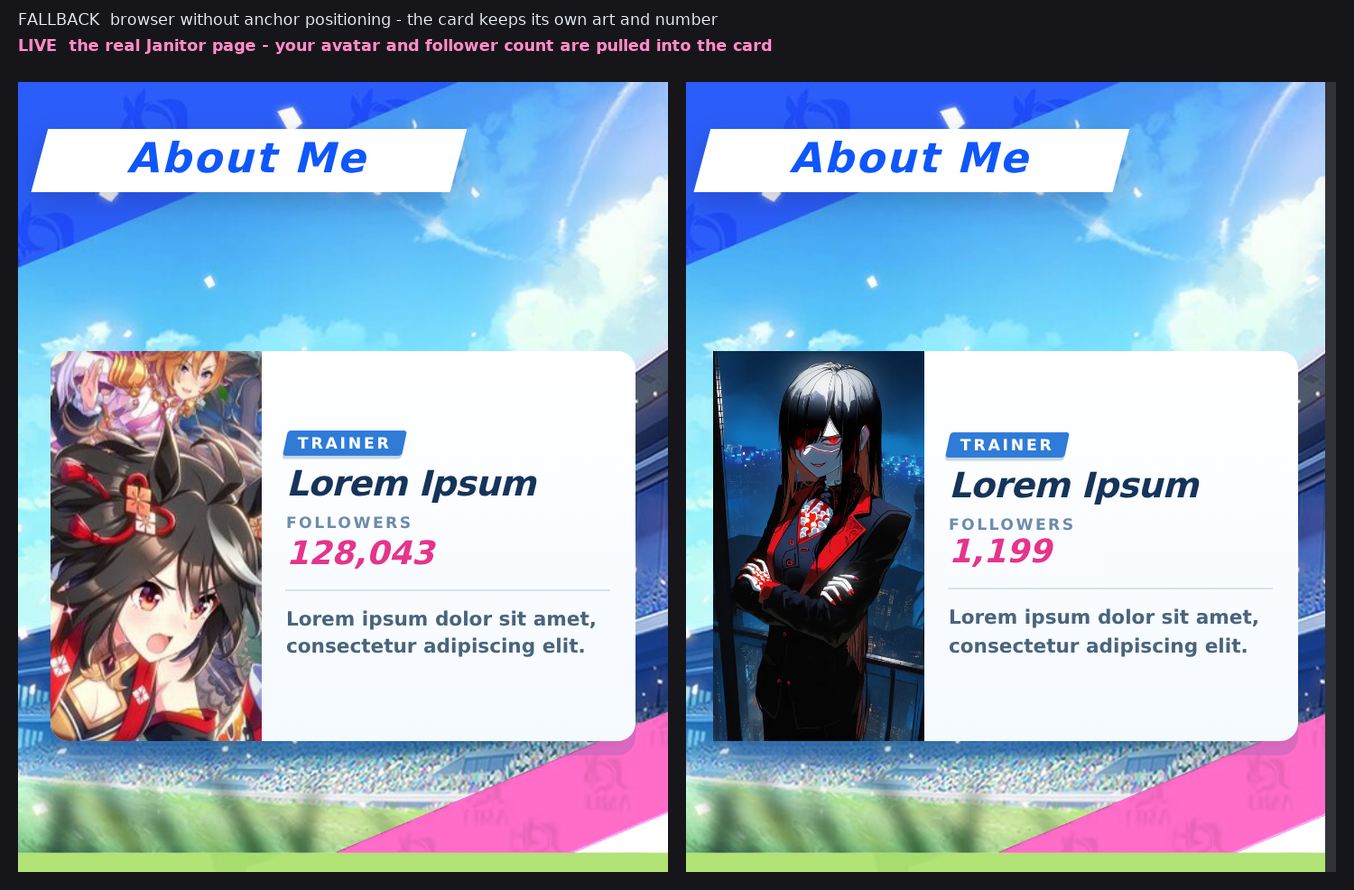 FALLBACK browser without anchor positioning - the card keeps its own art and number
LIVE the real Janitor page - your avatar and follower count are pulled into the card
About Me
TRAINER
Lorem Ipsum
FOLLOWERS
128,043
Lorem ipsum dolor sit amet,
consectetur adipiscing elit.
About Me
TRAINER
Lorem Ipsum
FOLLOWERS
1,199
Lorem ipsum dolor sit amet,
consectetur adipiscing elit.